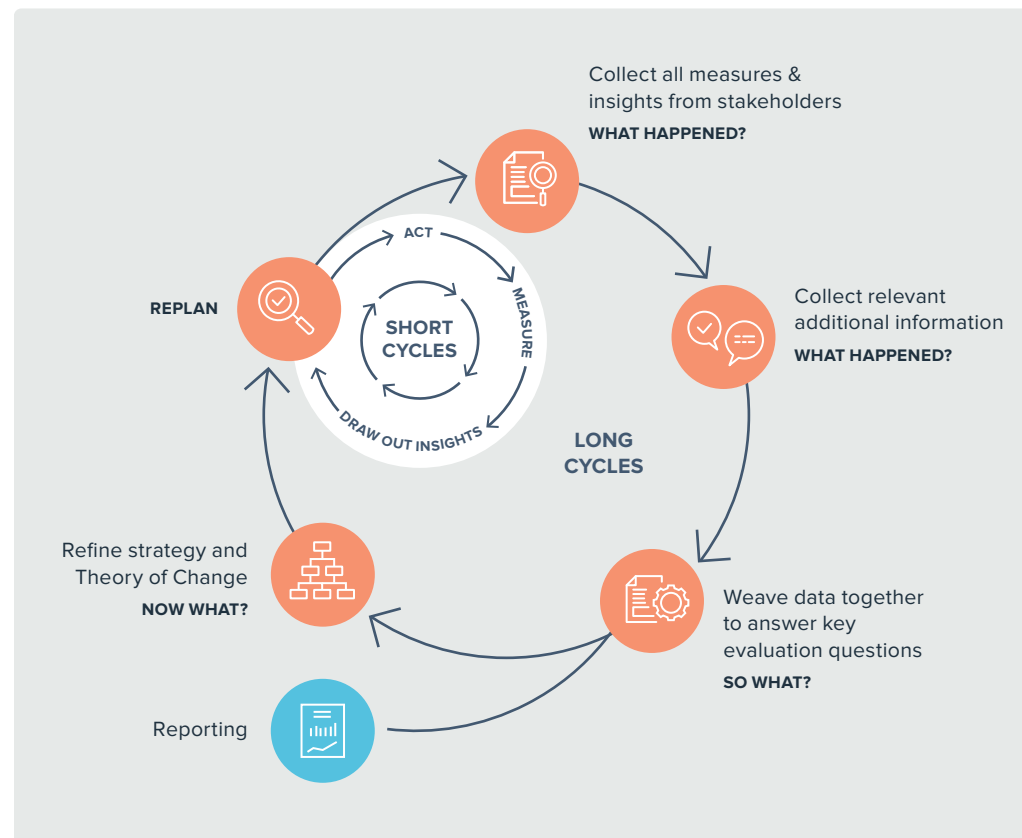 Collect all measures &
insights from stakeholders
WHAT HAPPENED?
ACT
MEASURE
DRAW OUT INSIGHTS
SHORT
CYCLES
REPLAN
Collect relevant
additional information
WHAT HAPPENED?
LONG
CYCLES
Refine strategy and
Theory of Change
NOW WHAT?
Weave data together
to answer key
evaluation questions
SO WHAT?
Reporting